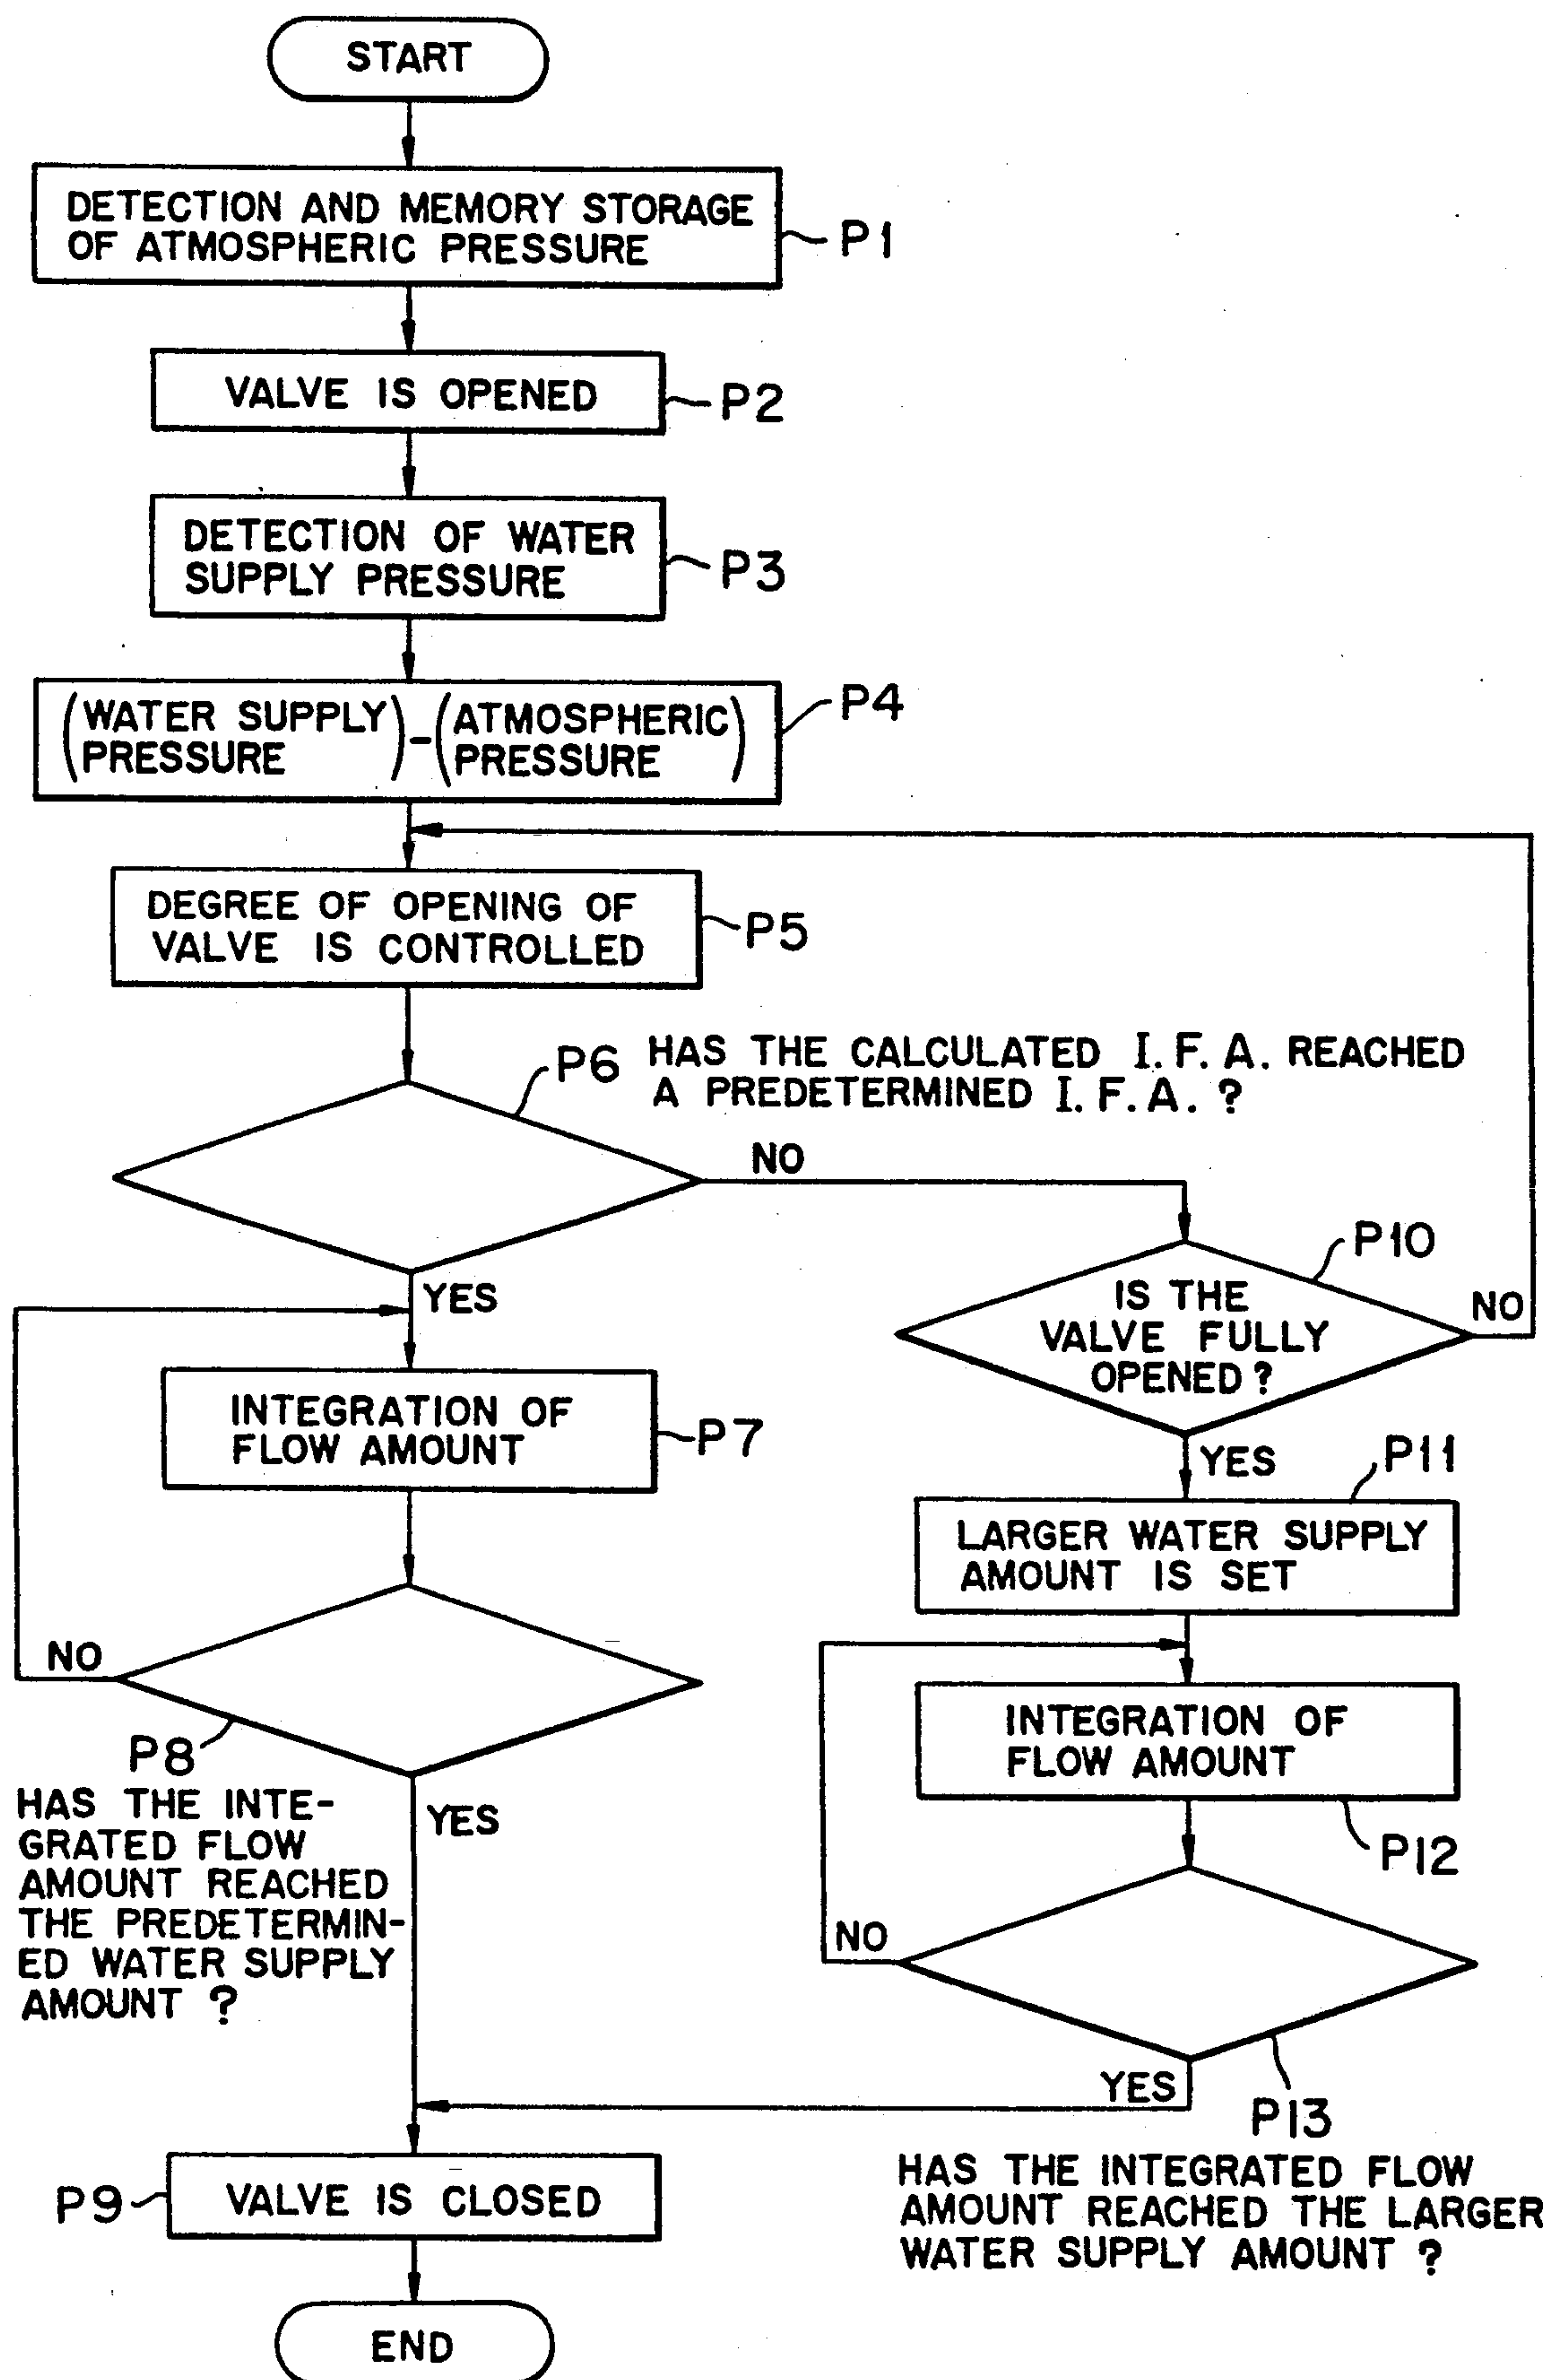 START
DETECTION AND MEMORY STORAGE
OF ATMOSPHERIC PRESSURE
P1
VALVE IS OPENED
P2
DETECTION OF WATER
SUPPLY PRESSURE
P3
(WATER SUPPLY PRESSURE) - (ATMOSPHERIC PRESSURE)
P4
DEGREE OF OPENING OF
VALVE IS CONTROLLED
P5
P6
HAS THE CALCULATED I.F.A. REACHED
A PREDETERMINED I.F.A. ?
NO
P10
IS THE
VALVE FULLY
OPENED?
NO
YES
YES
INTEGRATION OF
FLOW AMOUNT
P7
P11
LARGER WATER SUPPLY
AMOUNT IS SET
NO
P8
HAS THE INTE-
GRATED FLOW
AMOUNT REACHED
THE PREDETERMIN-
ED WATER SUPPLY
AMOUNT ?
YES
INTEGRATION OF
FLOW AMOUNT
P12
NO
YES
P13
HAS THE INTEGRATED FLOW
AMOUNT REACHED THE LARGER
WATER SUPPLY AMOUNT ?
P9
VALVE IS CLOSED
END